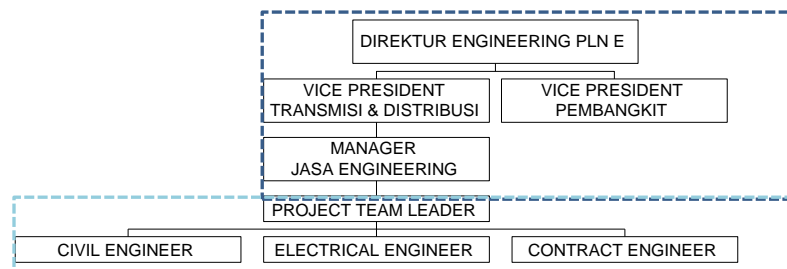 DIREKTUR ENGINEERING PLN E
VICE PRESIDENT
TRANSMISI & DISTRIBUSI
VICE PRESIDENT
PEMBANGKIT
MANAGER
JASA ENGINEERING
PROJECT TEAM LEADER
CIVIL ENGINEER
ELECTRICAL ENGINEER
CONTRACT ENGINEER